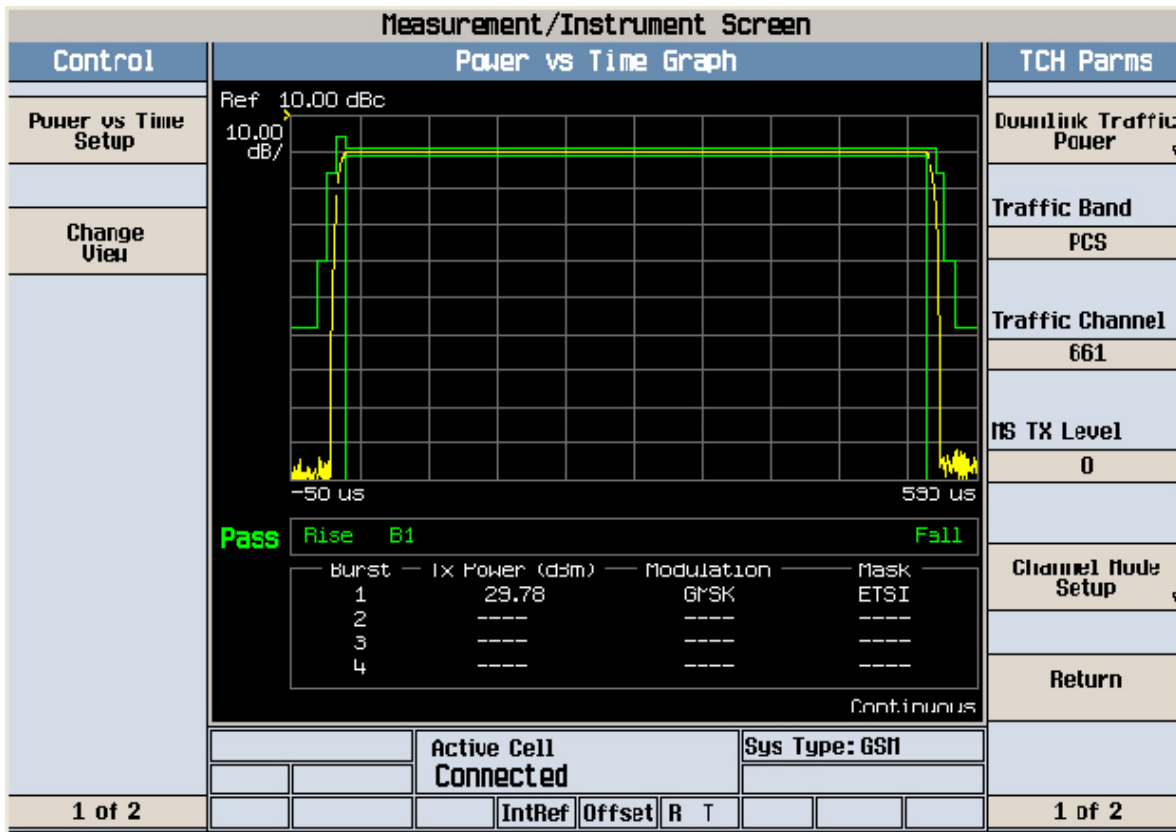 Measurement/Instrument Screen
Control
Power vs Time Graph
TCH Parms
Power vs Time
Setup
Change
View
1 of 2
Ref 10.00 dBc
10.00
dB/
-50 us
590 us
Pass
Rise B1 Fall
Burst Tx Power (dBm) Modulation Mask
1 29.78 GMSK ETSI
2 ---- ---- ----
3 ---- ---- ----
4 ---- ---- ----
Continuous
Active Cell
Connected
Sys Type: GSM
IntRef Offset R T
Downlink Traffic
Power
Traffic Band
PCS
Traffic Channel
661
MS TX Level
0
Channel Mode
Setup
Return
1 of 2